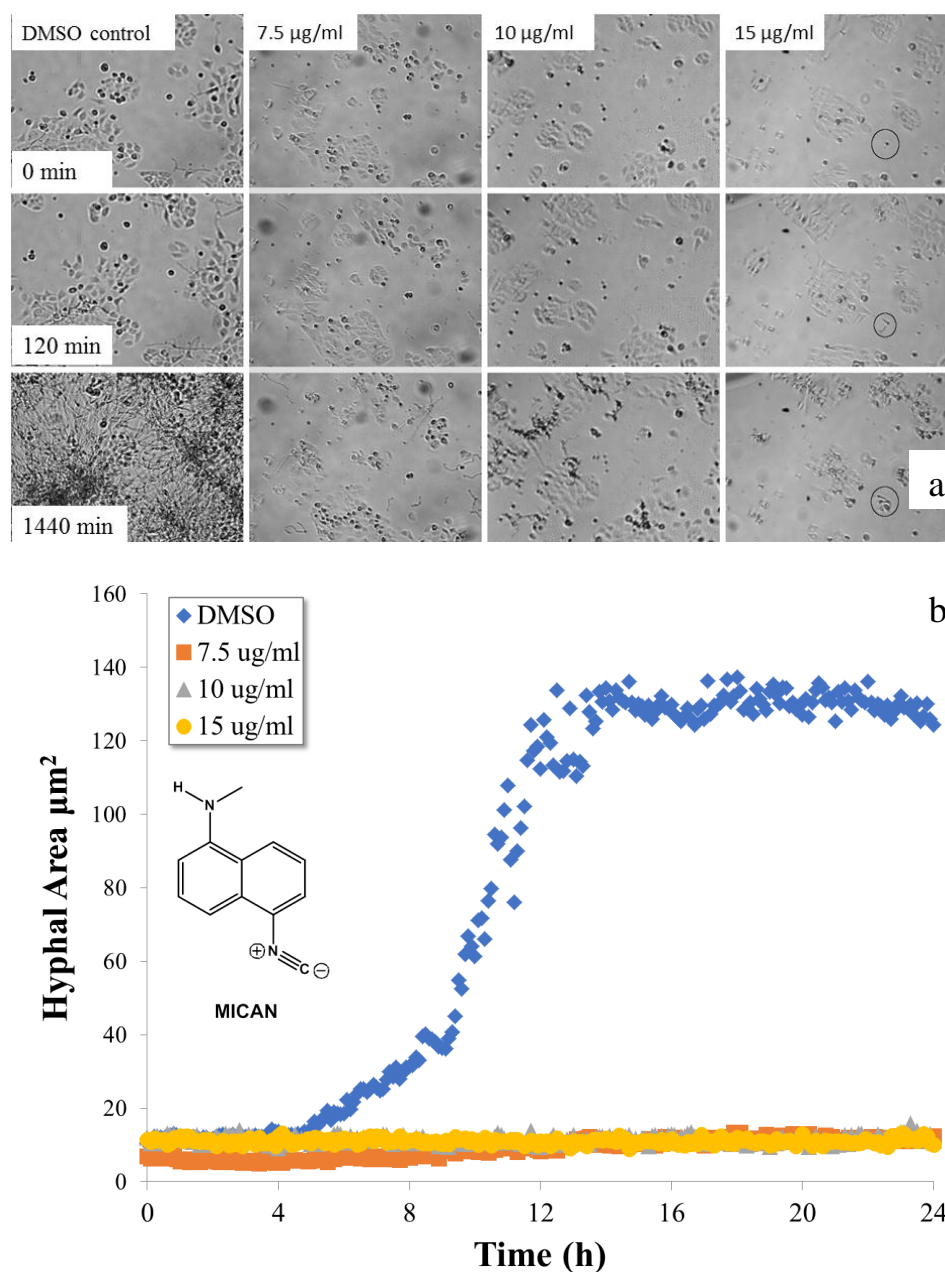 DMSO control
7.5 µg/ml
10 µg/ml
15 µg/ml
0 min
120 min
1440 min
a
b
160
140
120
100
80
60
40
20
0
Hyphal Area µm²
DMSO
7.5 ug/ml
10 ug/ml
15 ug/ml
H
N
N
C
MICAN
0
4
8
12
16
20
24
Time (h)